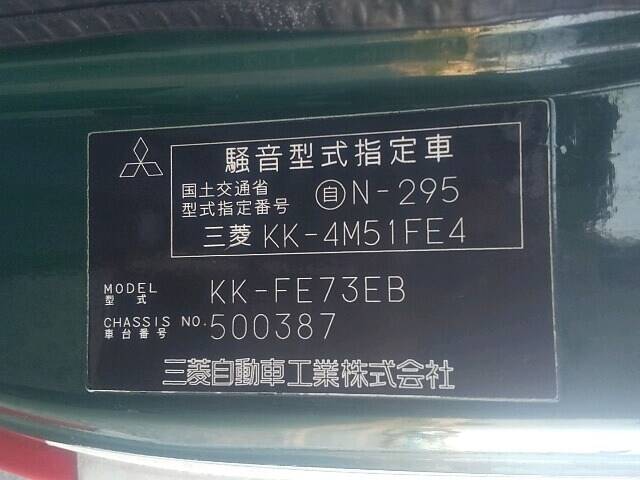 騒音型式指定車
国土交通省
型式指定番号 自N-295
三菱 KK-4M51FE4
MODEL
型式 KK-FE73EB
CHASSIS NO.
車台番号 500387
三菱自動車工業株式会社